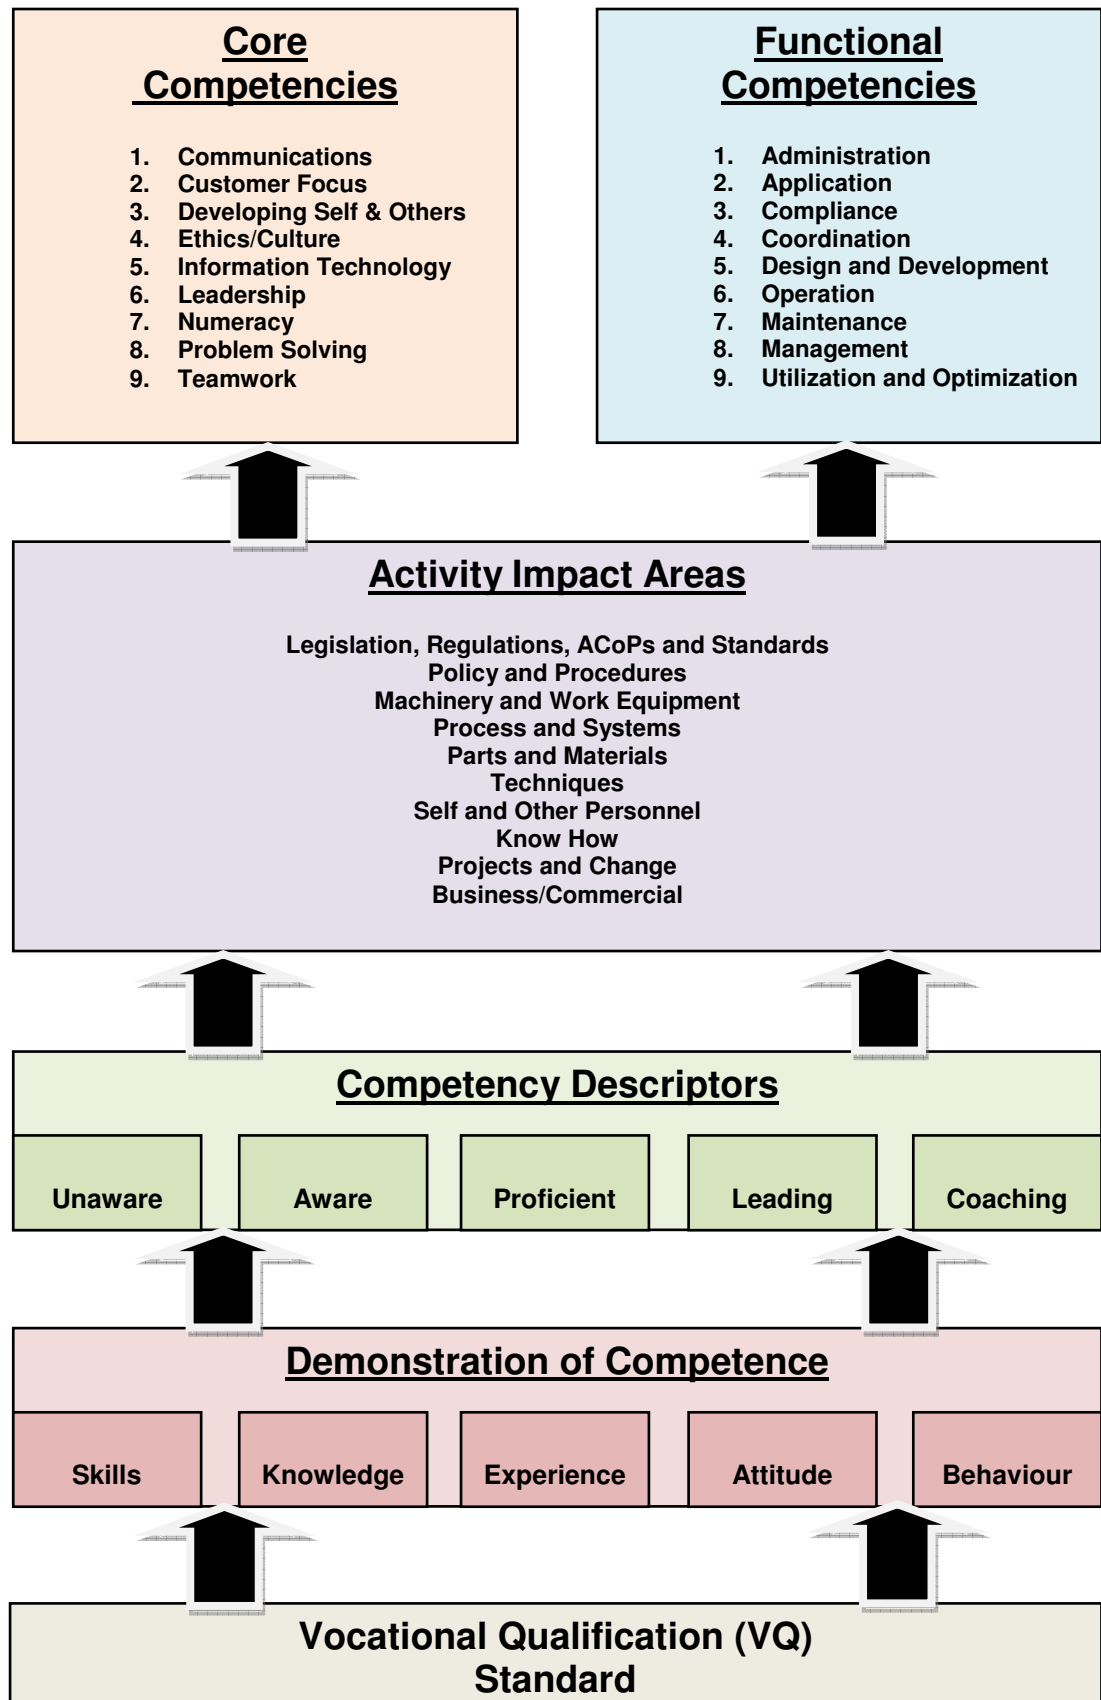 Core
Competencies
1. Communications
2. Customer Focus
3. Developing Self & Others
4. Ethics/Culture
5. Information Technology
6. Leadership
7. Numeracy
8. Problem Solving
9. Teamwork
Functional
Competencies
1. Administration
2. Application
3. Compliance
4. Coordination
5. Design and Development
6. Operation
7. Maintenance
8. Management
9. Utilization and Optimization
Activity Impact Areas
Legislation, Regulations, ACoPs and Standards
Policy and Procedures
Machinery and Work Equipment
Process and Systems
Parts and Materials
Techniques
Self and Other Personnel
Know How
Projects and Change
Business/Commercial
Competency Descriptors
Unaware
Aware
Proficient
Leading
Coaching
Demonstration of Competence
Skills
Knowledge
Experience
Attitude
Behaviour
Vocational Qualification (VQ)
Standard